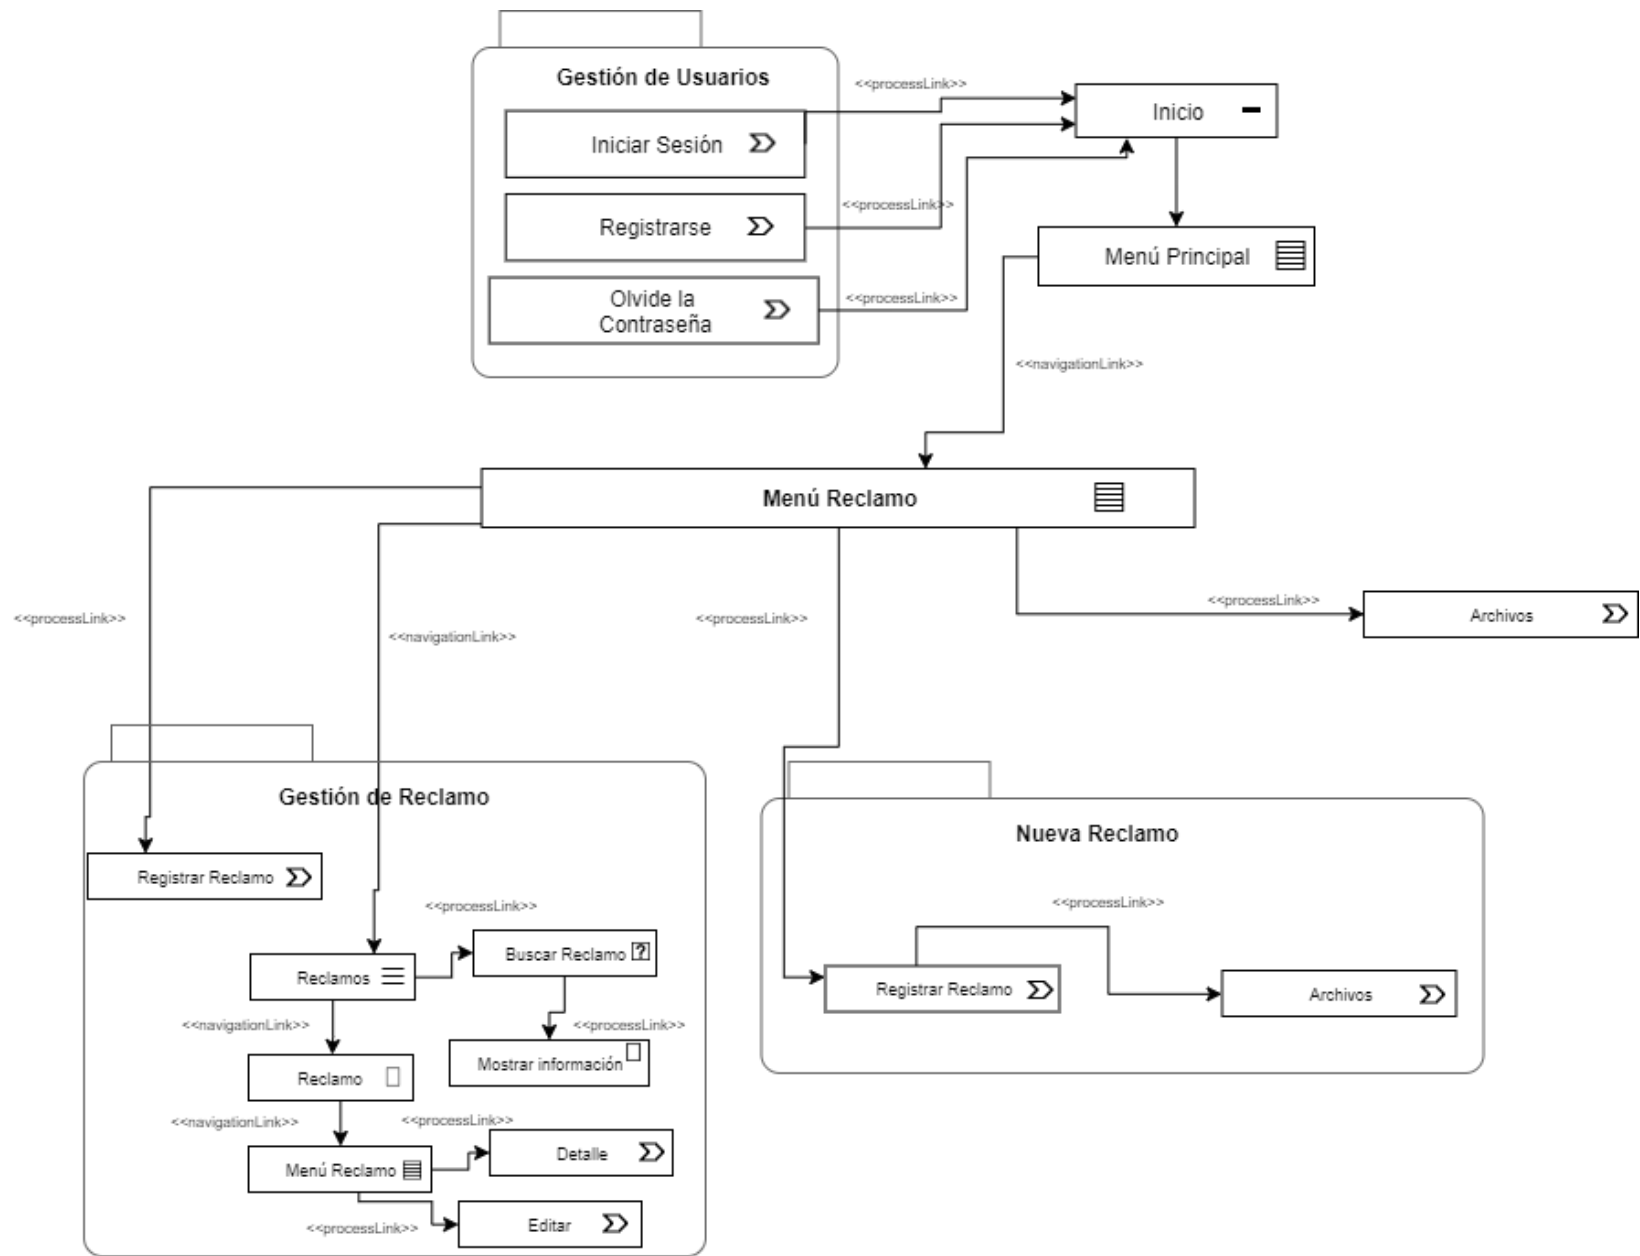 Gestión de Usuarios
<<processLink>>
Inicio
Iniciar Sesión
<<processLink>>
Registrarse
Menú Principal
Olvide la
Contraseña
<<processLink>>
<<navigationLink>>
Menú Reclamo
<<processLink>>
<<navigationLink>>
<<processLink>>
<<processLink>>
Archivos
Gestión de Reclamo
Registrar Reclamo
<<processLink>>
Reclamos
Buscar Reclamo ?
<<navigationLink>>
<<processLink>>
Reclamo
Mostrar información
<<navigationLink>>
<<processLink>>
Menú Reclamo
Detalle
<<processLink>>
Editar
Nueva Reclamo
<<processLink>>
Registrar Reclamo
Archivos